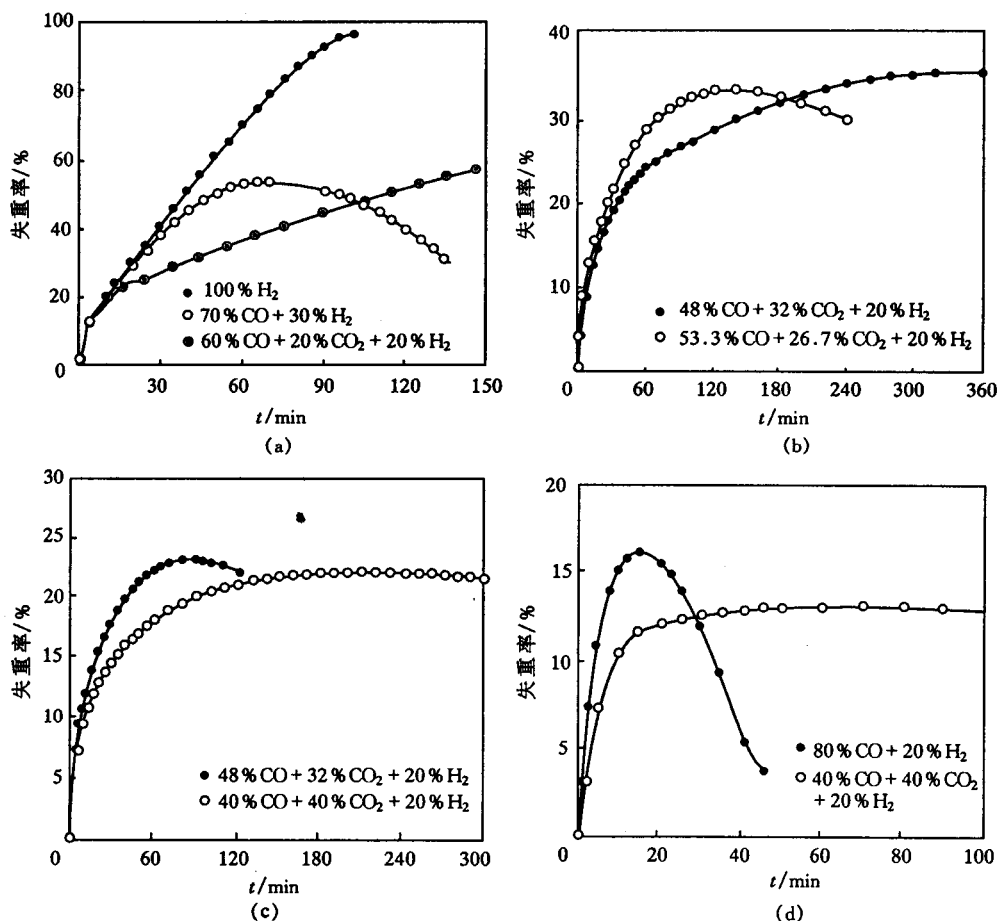 100
80
60
40
20
0
失重率/%
100%H₂
70%CO+30%H₂
60%CO+20%CO₂+20%H₂
30 60 90 120 150
t/min
(a)
40
30
20
10
0
失重率/%
48%CO+32%CO₂+20%H₂
53.3%CO+26.7%CO₂+20%H₂
0 60 120 180 240 300 360
t/min
(b)
30
25
20
15
10
5
0
失重率/%
48%CO+32%CO₂+20%H₂
40%CO+40%CO₂+20%H₂
60 120 180 240 300
t/min
(c)
20
15
10
5
0
失重率/%
80%CO+20%H₂
40%CO+40%CO₂
+20%H₂
20 40 60 80 100
t/min
(d)